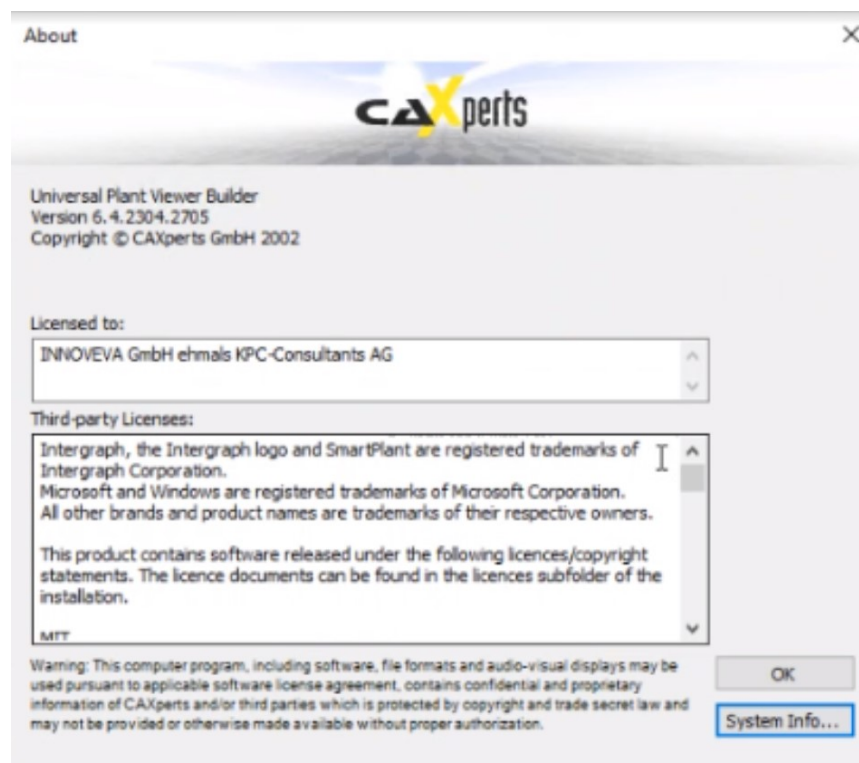 About
CAXperts
Universal Plant Viewer Builder
Version 6.4.2304.2705
Copyright © CAXperts GmbH 2002
Licensed to:
INNOVEVA GmbH ehmals KPC-Consultants AG
Third-party Licenses:
Intergraph, the Intergraph logo and SmartPlant are registered trademarks of
Intergraph Corporation.
Microsoft and Windows are registered trademarks of Microsoft Corporation.
All other brands and product names are trademarks of their respective owners.
This product contains software released under the following licences/copyright
statements. The licence documents can be found in the licences subfolder of the
installation.
MIT
Warning: This computer program, including software, file formats and audio-visual displays may be
used pursuant to applicable software license agreement, contains confidential and proprietary
information of CAXperts and/or third parties which is protected by copyright and trade secret law and
may not be provided or otherwise made available without proper authorization.
OK
System Info...